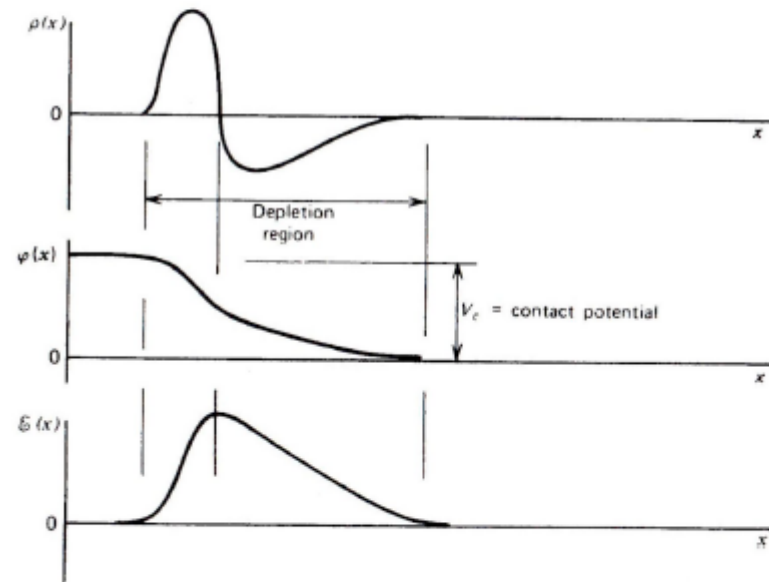 ρ(x)
0
x
Depletion
region
φ(x)
V_c = contact potential
0
x
ℰ(x)
0
x